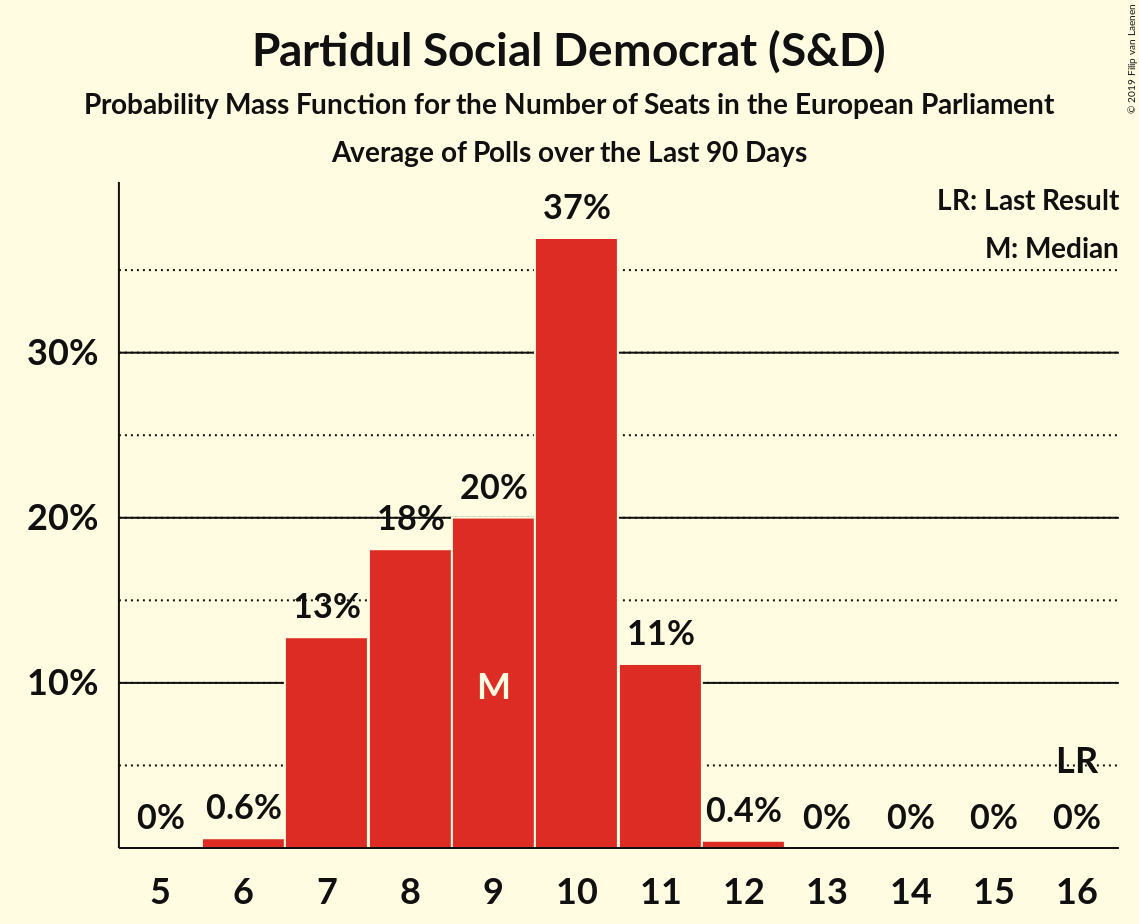 Partidul Social Democrat (S&D)
Probability Mass Function for the Number of Seats in the European Parliament
Average of Polls over the Last 90 Days
© 2019 Filip van Laenen
LR: Last Result
M: Median
37%
30%
20%
20%
18%
13%
11%
10%
M
LR
0%
0.6%
0.4%
0%
0%
0%
0%
5 6 7 8 9 10 11 12 13 14 15 16